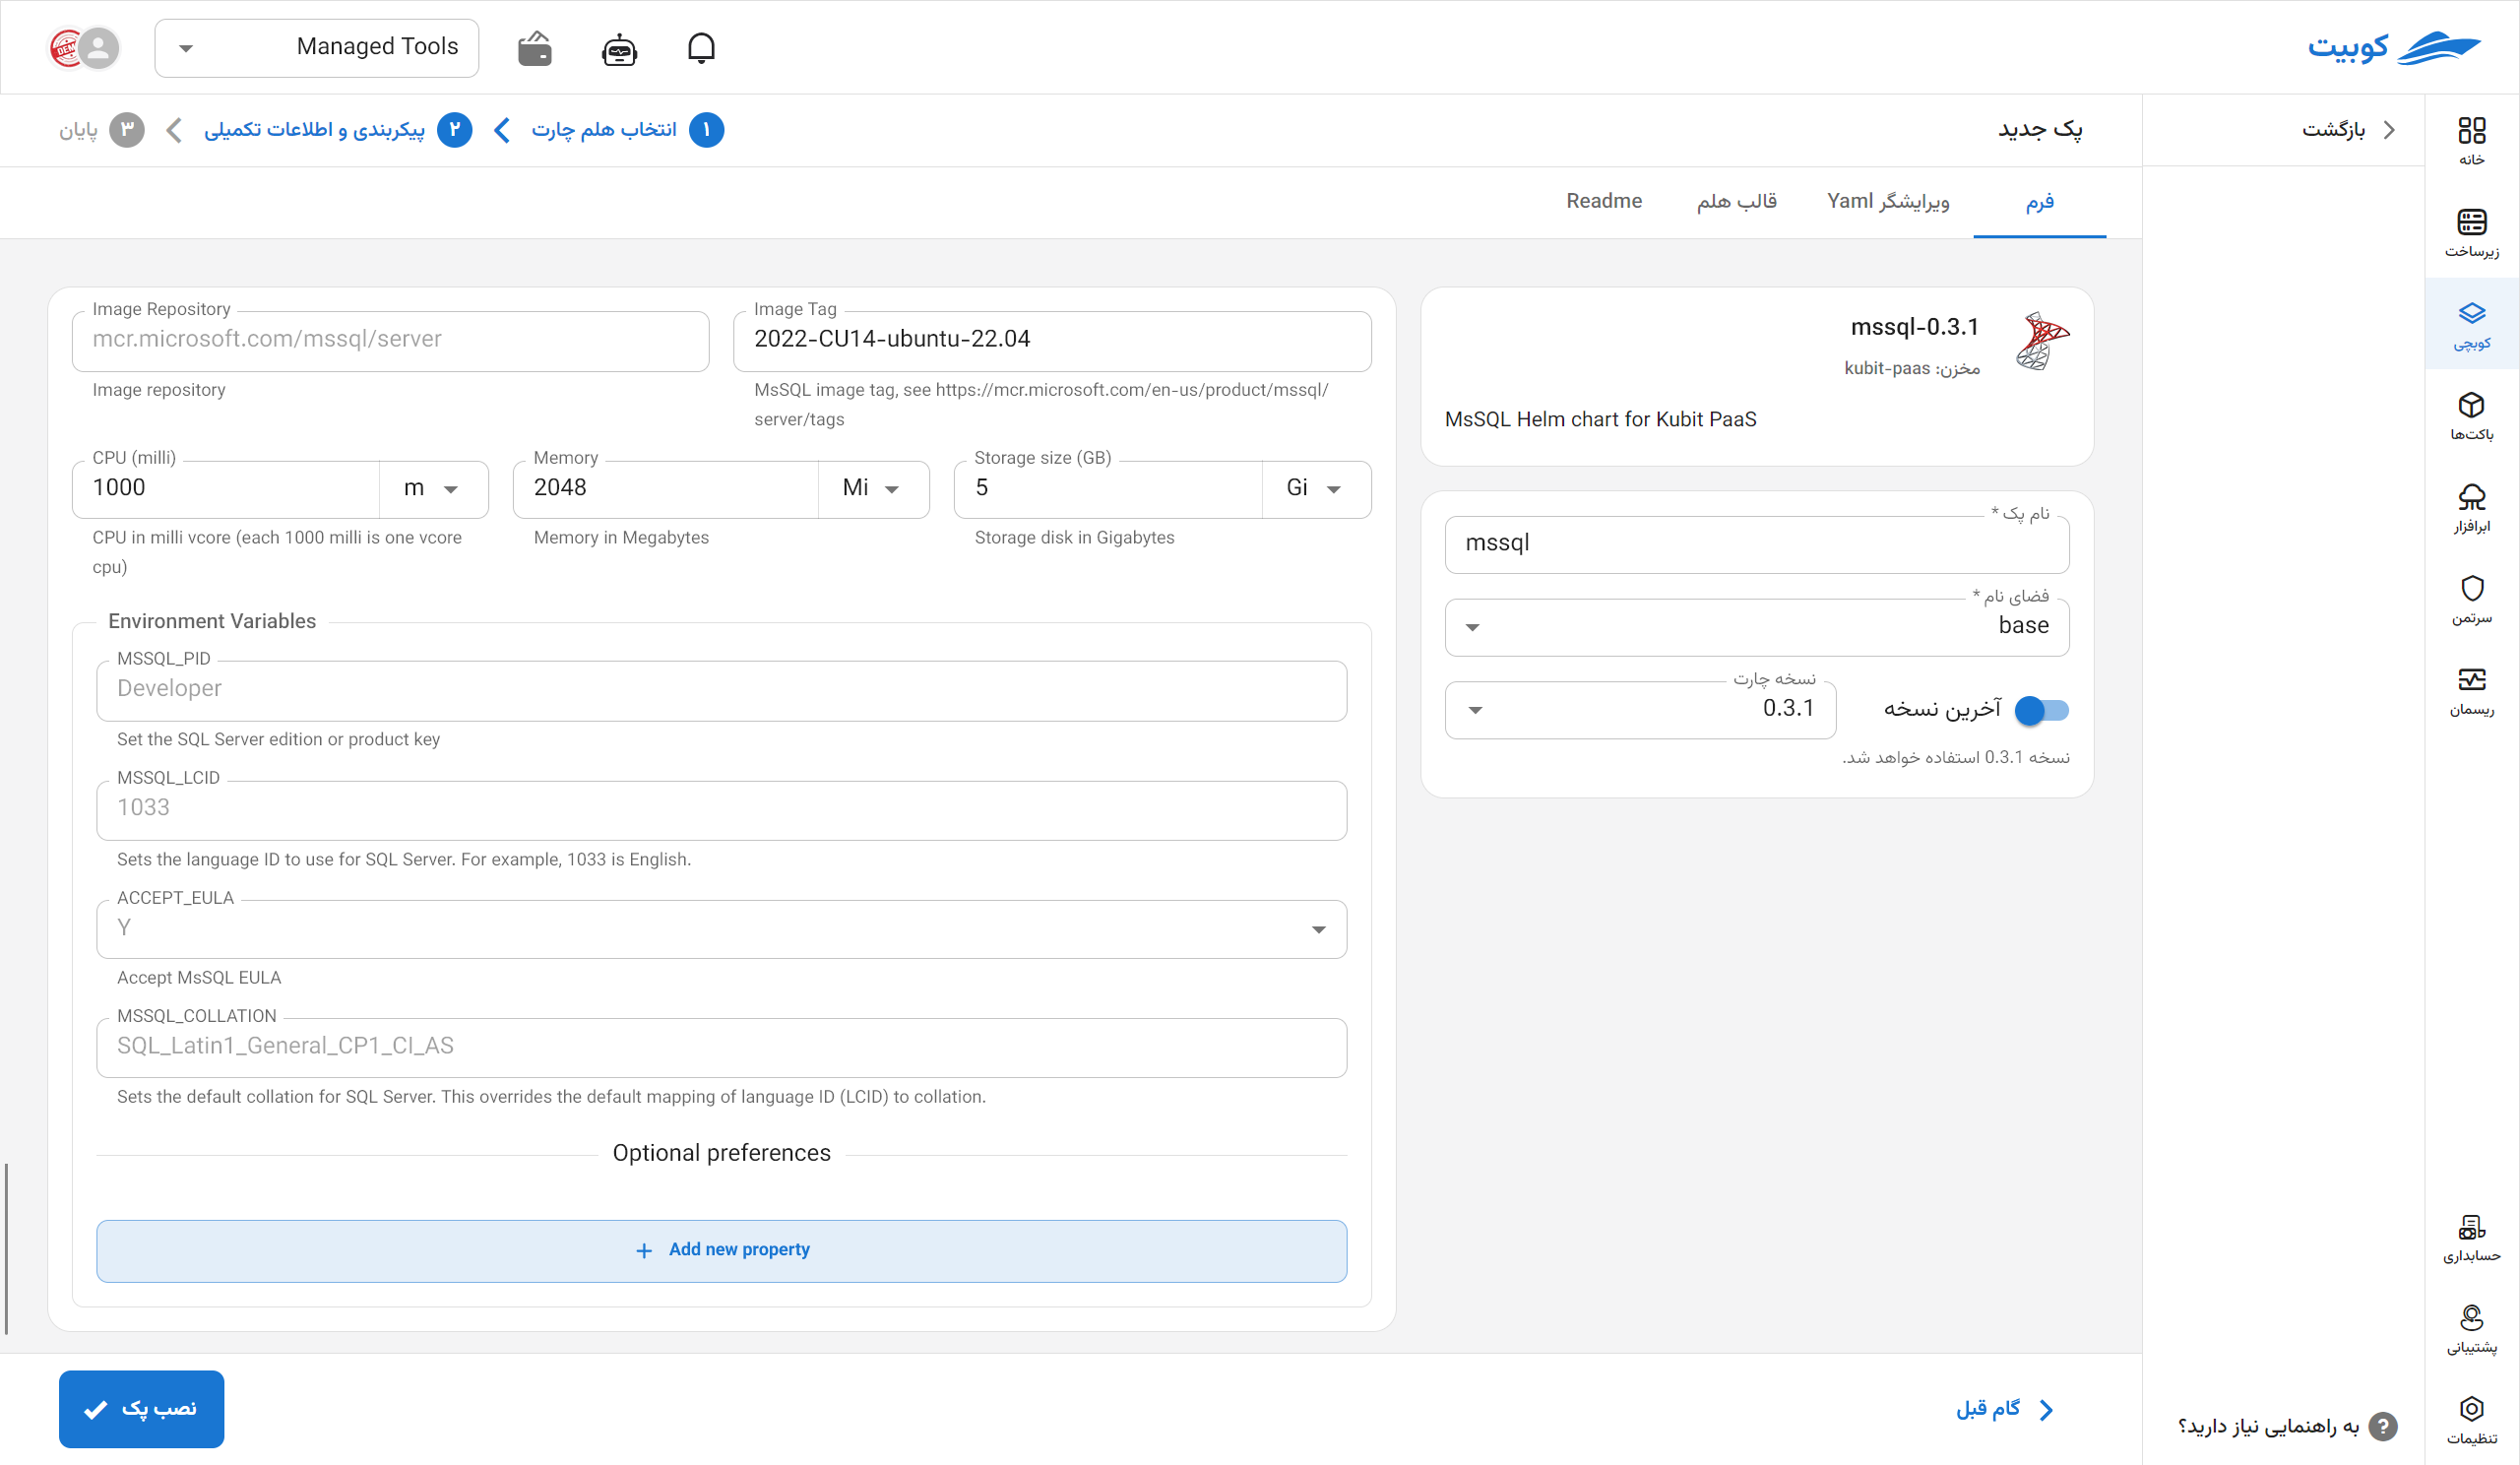 کوبیت
Managed Tools
DEMO
خانه
زیرساخت
کوبچی
باکت‌ها
ابرافزار
سرتمن
ریسمان
حسابداری
پشتیبانی
تنظیمات
بازگشت
به راهنمایی نیاز دارید؟
پک جدید
۱ انتخاب هلم چارت
۲ پیکربندی و اطلاعات تکمیلی
۳ پایان
فرم
ویرایشگر Yaml
قالب هلم
Readme
mssql-0.3.1
مخزن: kubit-paas
MsSQL Helm chart for Kubit PaaS
نام پک *
mssql
فضای نام *
base
آخرین نسخه
نسخه چارت
0.3.1
نسخه 0.3.1 استفاده خواهد شد.
Image Repository
mcr.microsoft.com/mssql/server
Image repository
Image Tag
2022-CU14-ubuntu-22.04
MsSQL image tag, see https://mcr.microsoft.com/en-us/product/mssql/
server/tags
CPU (milli)
1000 m
CPU in milli vcore (each 1000 milli is one vcore
cpu)
Memory
2048 Mi
Memory in Megabytes
Storage size (GB)
5 Gi
Storage disk in Gigabytes
Environment Variables
MSSQL_PID
Developer
Set the SQL Server edition or product key
MSSQL_LCID
1033
Sets the language ID to use for SQL Server. For example, 1033 is English.
ACCEPT_EULA
Y
Accept MsSQL EULA
MSSQL_COLLATION
SQL_Latin1_General_CP1_CI_AS
Sets the default collation for SQL Server. This overrides the default mapping of language ID (LCID) to collation.
Optional preferences
+ Add new property
گام قبل
نصب پک